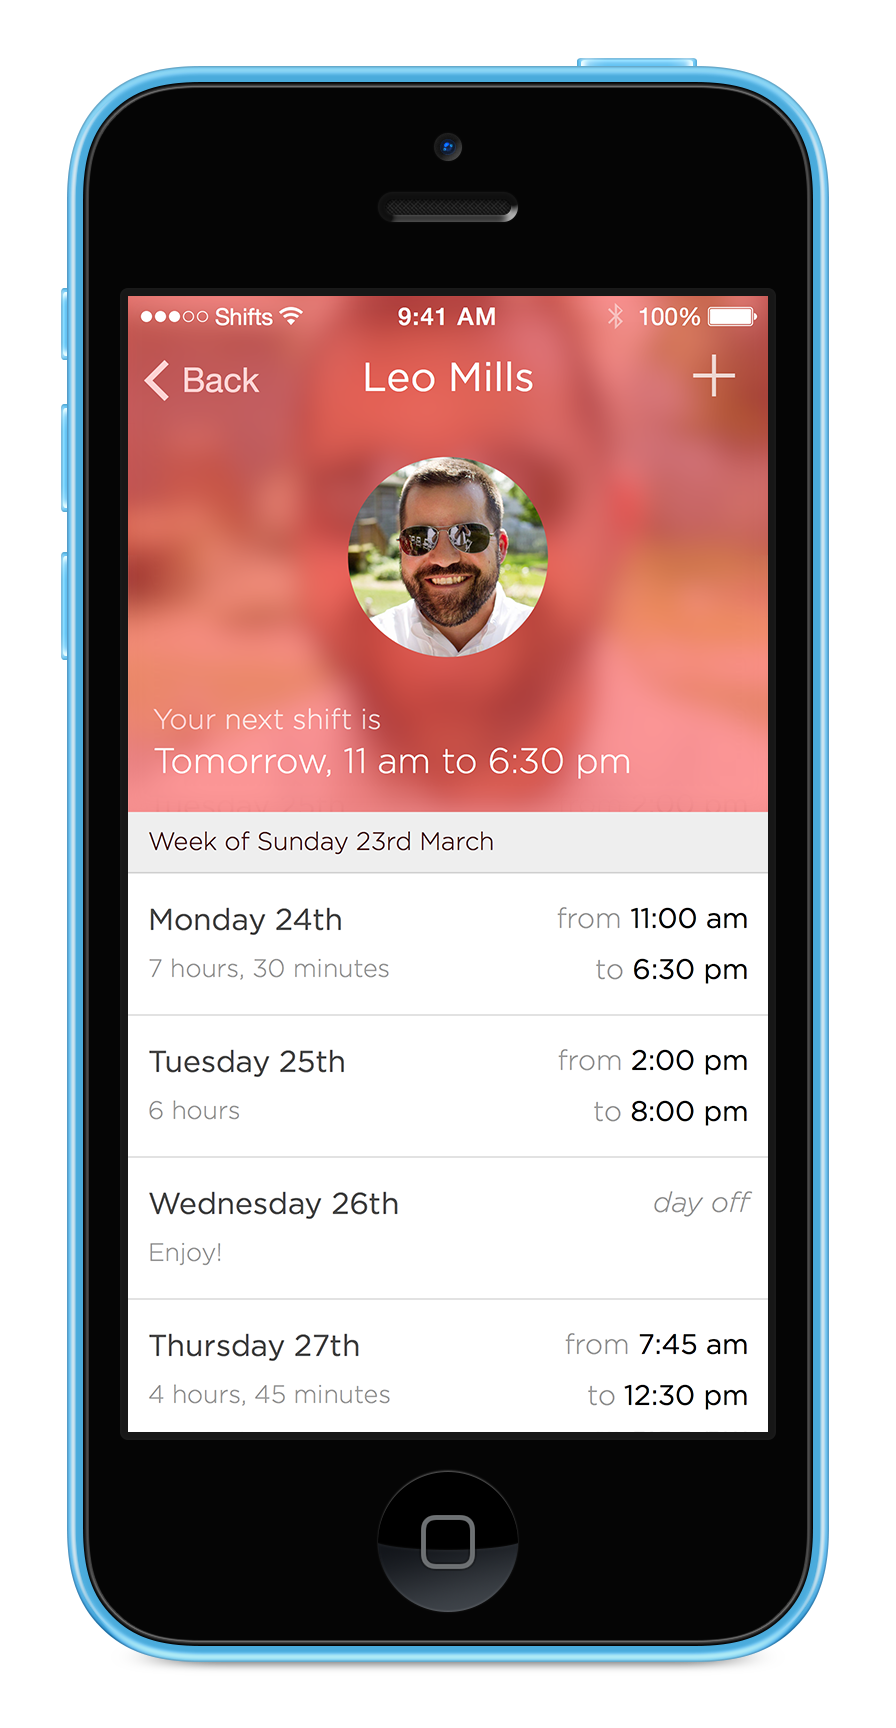 Shifts 9:41 AM 100%
Back Leo Mills
Your next shift is
Tomorrow, 11 am to 6:30 pm
Week of Sunday 23rd March
Monday 24th from 11:00 am
7 hours, 30 minutes to 6:30 pm
Tuesday 25th from 2:00 pm
6 hours to 8:00 pm
Wednesday 26th day off
Enjoy!
Thursday 27th from 7:45 am
4 hours, 45 minutes to 12:30 pm